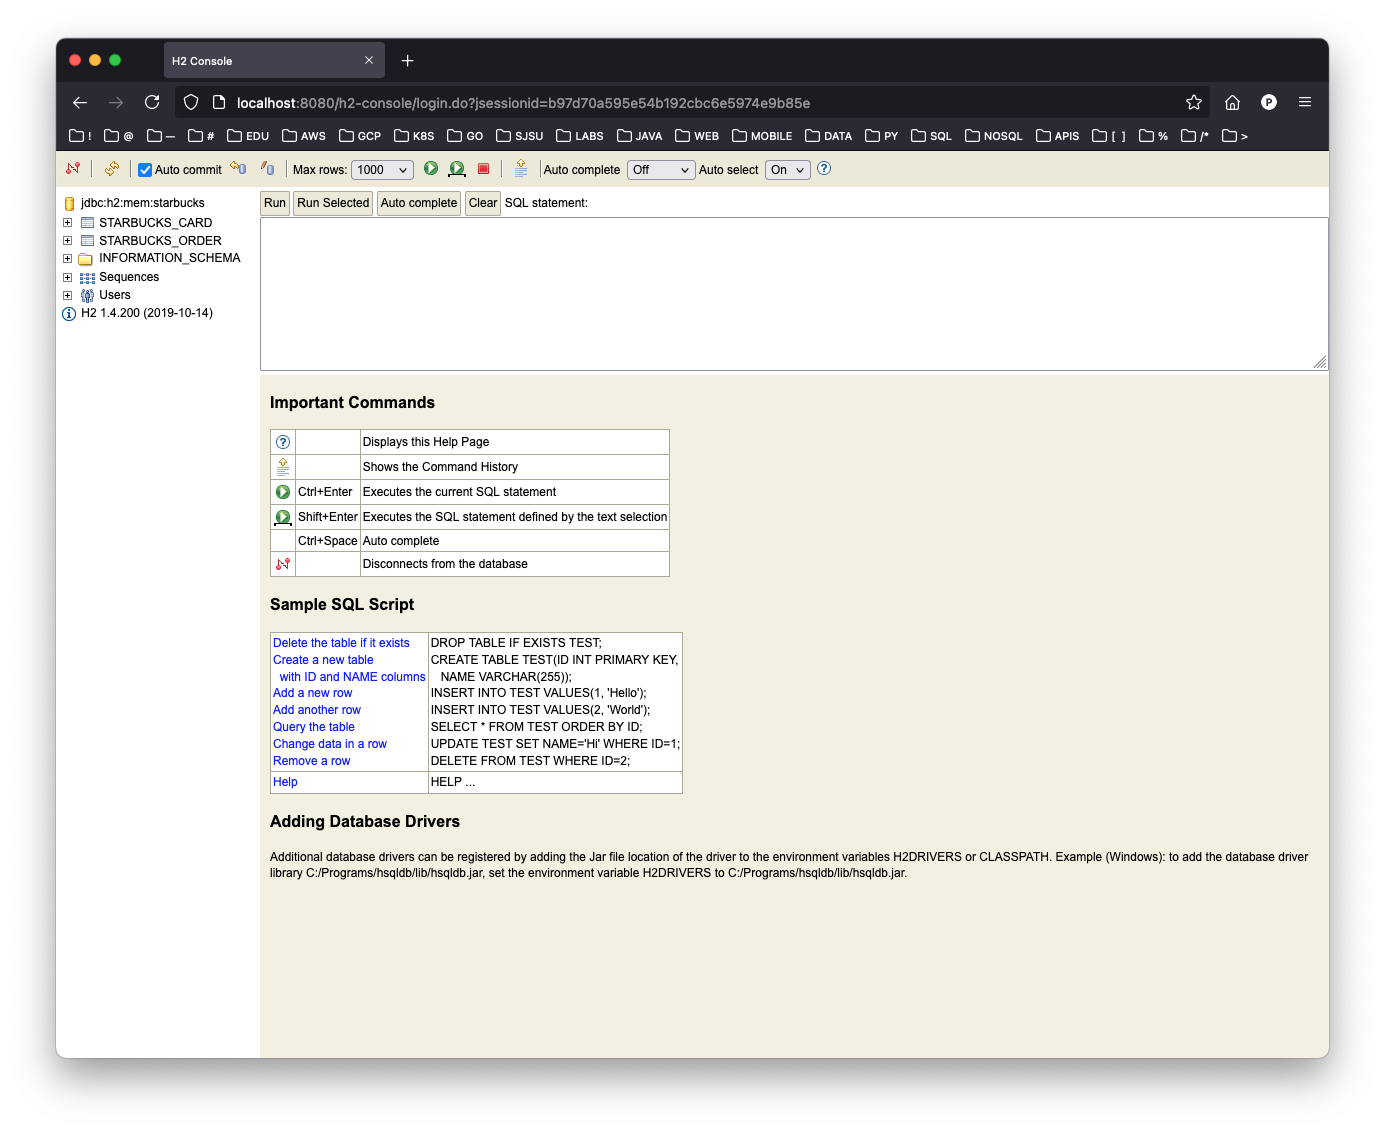 H2 Console
localhost:8080/h2-console/login.do?jsessionid=b97d70a595e54b192cbc6e5974e9b85e
P
! @ — # EDU AWS GCP K8S GO SJSU LABS JAVA WEB MOBILE DATA PY SQL NOSQL APIS [ ] % /* >
Auto commit Max rows: 1000 Auto complete Off Auto select On ?
jdbc:h2:mem:starbucks
STARBUCKS_CARD
STARBUCKS_ORDER
INFORMATION_SCHEMA
Sequences
Users
H2 1.4.200 (2019-10-14)
Run Run Selected Auto complete Clear SQL statement:
Important Commands
? Displays this Help Page
Shows the Command History
Ctrl+Enter Executes the current SQL statement
Shift+Enter Executes the SQL statement defined by the text selection
Ctrl+Space Auto complete
Disconnects from the database
Sample SQL Script
Delete the table if it exists DROP TABLE IF EXISTS TEST;
Create a new table CREATE TABLE TEST(ID INT PRIMARY KEY,
with ID and NAME columns NAME VARCHAR(255));
Add a new row INSERT INTO TEST VALUES(1, 'Hello');
Add another row INSERT INTO TEST VALUES(2, 'World');
Query the table SELECT * FROM TEST ORDER BY ID;
Change data in a row UPDATE TEST SET NAME='Hi' WHERE ID=1;
Remove a row DELETE FROM TEST WHERE ID=2;
Help HELP ...
Adding Database Drivers
Additional database drivers can be registered by adding the Jar file location of the driver to the environment variables H2DRIVERS or CLASSPATH. Example (Windows): to add the database driver
library C:/Programs/hsqldb/lib/hsqldb.jar, set the environment variable H2DRIVERS to C:/Programs/hsqldb/lib/hsqldb.jar.